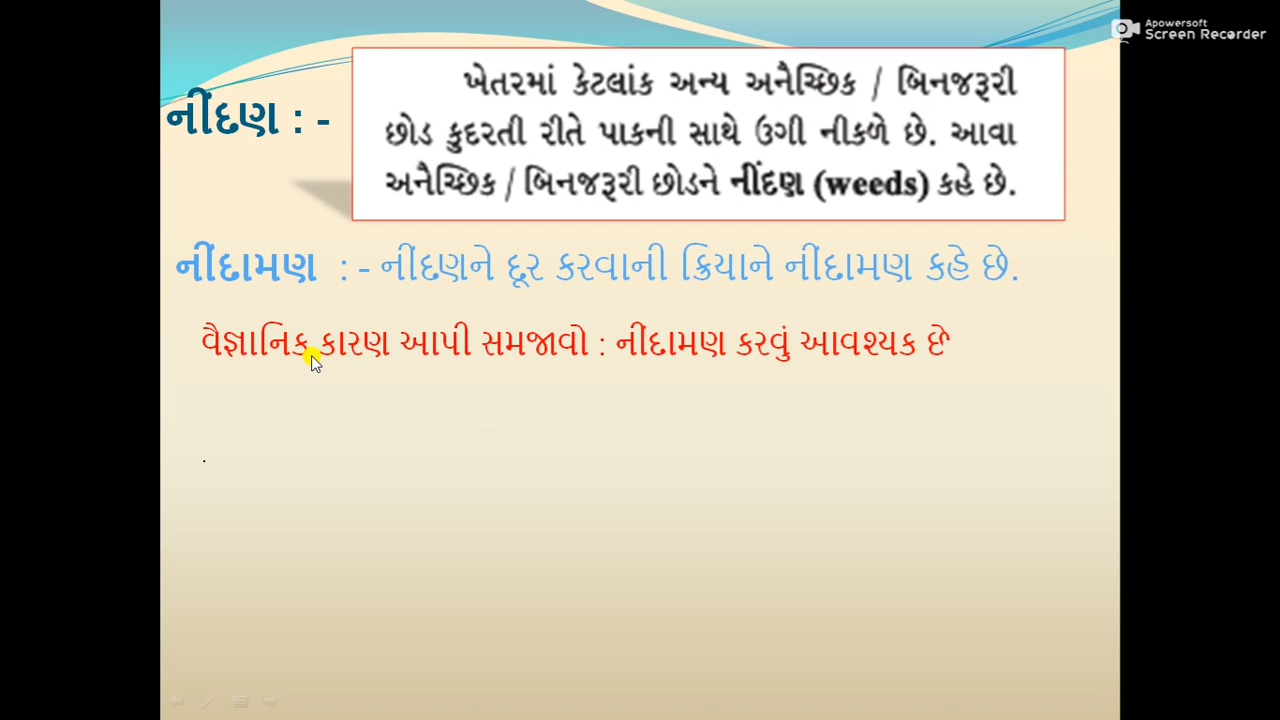 Apowersoft
Screen Recorder
નીંદણ : -
ખેતરમાં કેટલાંક અન્ય અનૈચ્છિક / બિનજરૂરી
છોડ કુદરતી રીતે પાકની સાથે ઉગી નીકળે છે. આવા
અનૈચ્છિક / બિનજરૂરી છોડને નીંદણ (weeds) કહે છે.
નીંદામણ : - નીંદણને દૂર કરવાની ક્રિયાને નીંદામણ કહે છે.
વૈજ્ઞાનિક કારણ આપી સમજાવો : નીંદામણ કરવું આવશ્યક છે
.